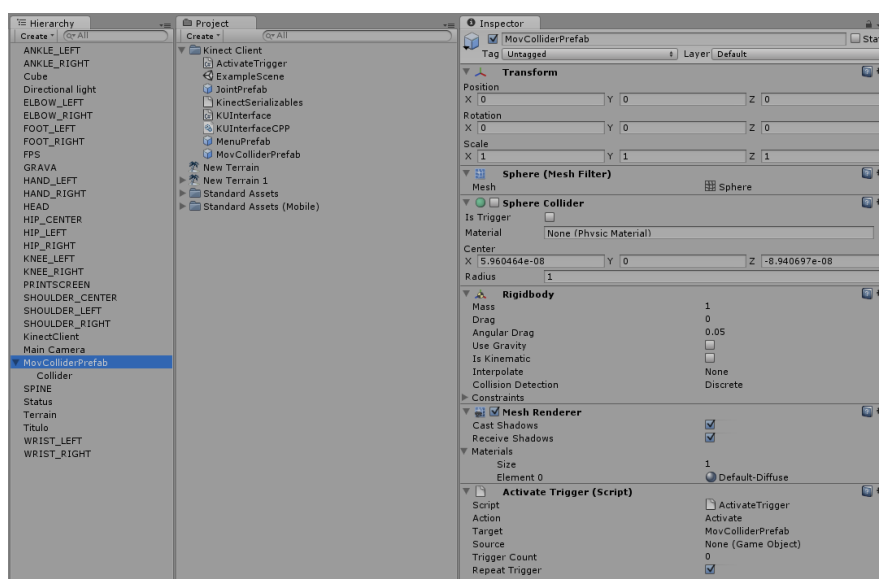 Hierarchy
Create
All
ANKLE_LEFT
ANKLE_RIGHT
Cube
Directional light
ELBOW_LEFT
ELBOW_RIGHT
FOOT_LEFT
FOOT_RIGHT
FPS
GRAVA
HAND_LEFT
HAND_RIGHT
HEAD
HIP_CENTER
HIP_LEFT
HIP_RIGHT
KNEE_LEFT
KNEE_RIGHT
PRINTSCREEN
SHOULDER_CENTER
SHOULDER_LEFT
SHOULDER_RIGHT
KinectClient
Main Camera
MovColliderPrefab
Collider
SPINE
Status
Terrain
Titulo
WRIST_LEFT
WRIST_RIGHT
Project
Create
All
Kinect Client
ActivateTrigger
ExampleScene
JointPrefab
KinectSerializables
KUInterface
KUInterfaceCPP
MenuPrefab
MovColliderPrefab
New Terrain
New Terrain 1
Standard Assets
Standard Assets (Mobile)
Inspector
MovColliderPrefab Sta
Tag Untagged Layer Default
Transform
Position
X 0 Y 0 Z 0
Rotation
X 0 Y 0 Z 0
Scale
X 1 Y 1 Z 1
Sphere (Mesh Filter)
Mesh Sphere
Sphere Collider
Is Trigger
Material None (Physic Material)
Center
X 5.960464e-08 Y 0 Z -8.940697e-08
Radius 1
Rigidbody
Mass 1
Drag 0
Angular Drag 0.05
Use Gravity
Is Kinematic
Interpolate None
Collision Detection Discrete
Constraints
Mesh Renderer
Cast Shadows
Receive Shadows
Materials
Size 1
Element 0 Default-Diffuse
Activate Trigger (Script)
Script ActivateTrigger
Action Activate
Target MovColliderPrefab
Source None (Game Object)
Trigger Count 0
Repeat Trigger